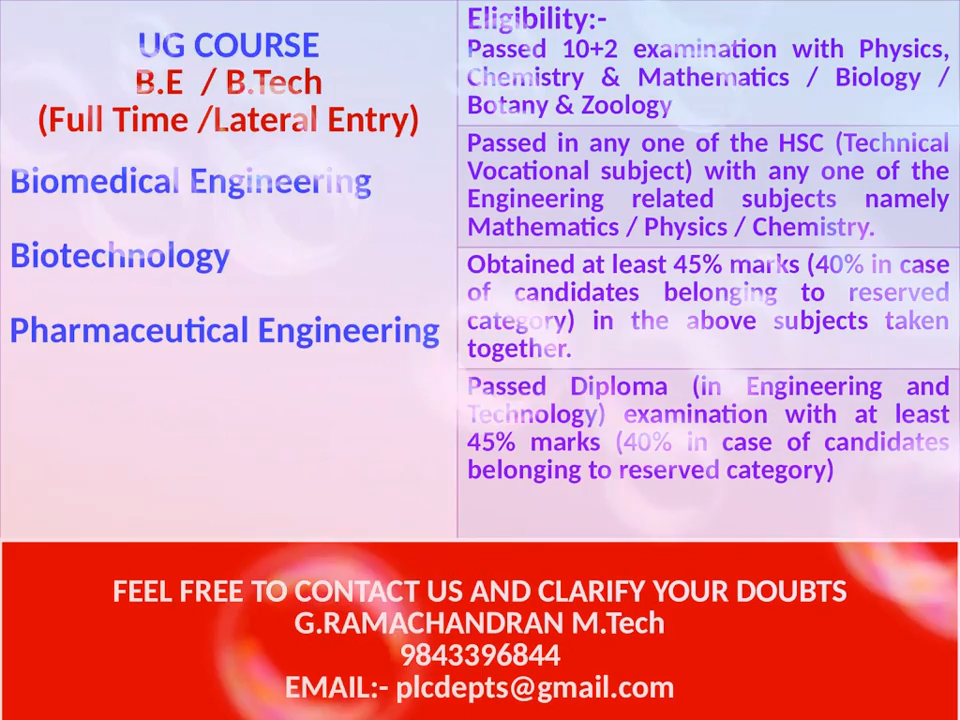 UG COURSE
B.E / B.Tech
(Full Time /Lateral Entry)
Biomedical Engineering
Biotechnology
Pharmaceutical Engineering
Eligibility:-
Passed 10+2 examination with Physics,
Chemistry & Mathematics / Biology /
Botany & Zoology
Passed in any one of the HSC (Technical
Vocational subject) with any one of the
Engineering related subjects namely
Mathematics / Physics / Chemistry.
Obtained at least 45% marks (40% in case
of candidates belonging to reserved
category) in the above subjects taken
together.
Passed Diploma (in Engineering and
Technology) examination with at least
45% marks (40% in case of candidates
belonging to reserved category)
FEEL FREE TO CONTACT US AND CLARIFY YOUR DOUBTS
G.RAMACHANDRAN M.Tech
9843396844
EMAIL:- plcdepts@gmail.com